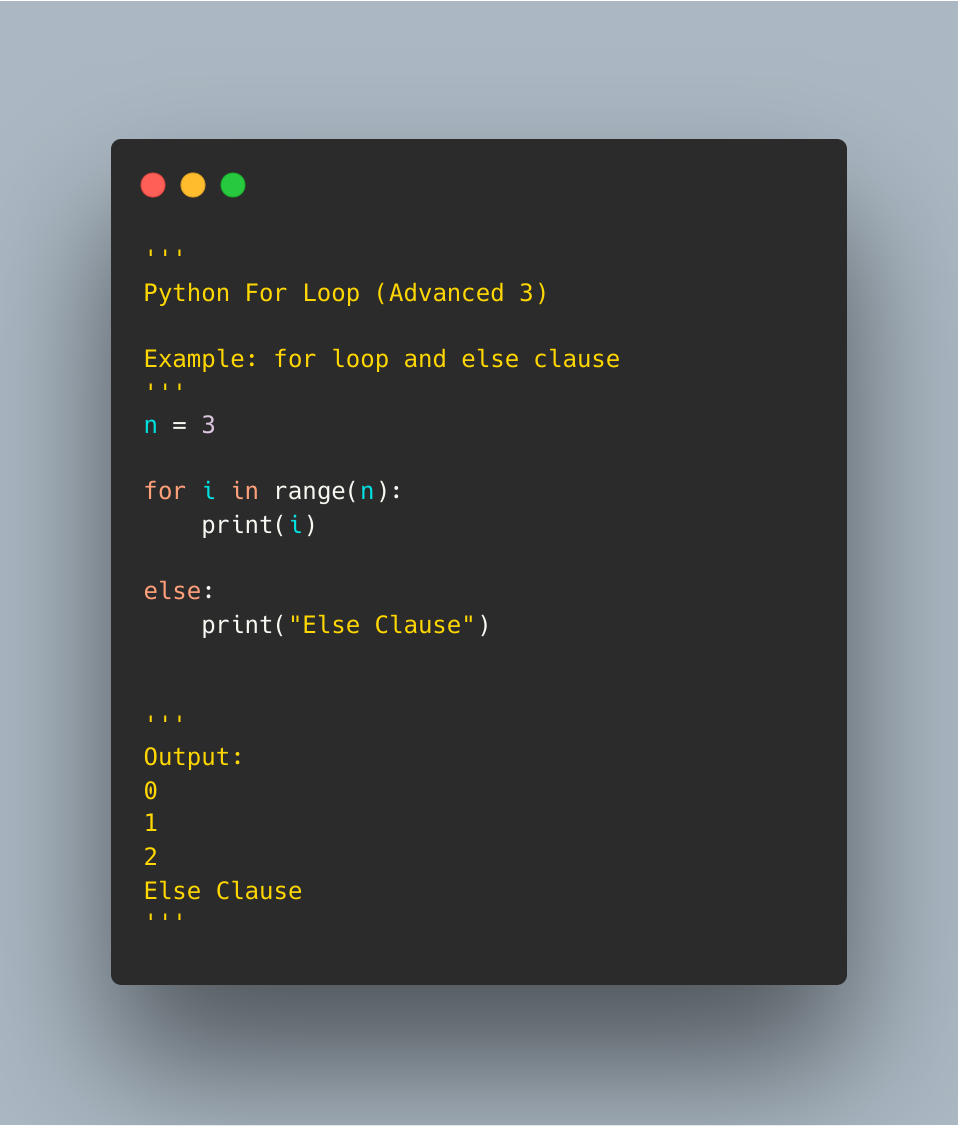 '''
Python For Loop (Advanced 3)
Example: for loop and else clause
'''
n = 3
for i in range(n):
    print(i)
else:
    print("Else Clause")
'''
Output:
0
1
2
Else Clause
'''